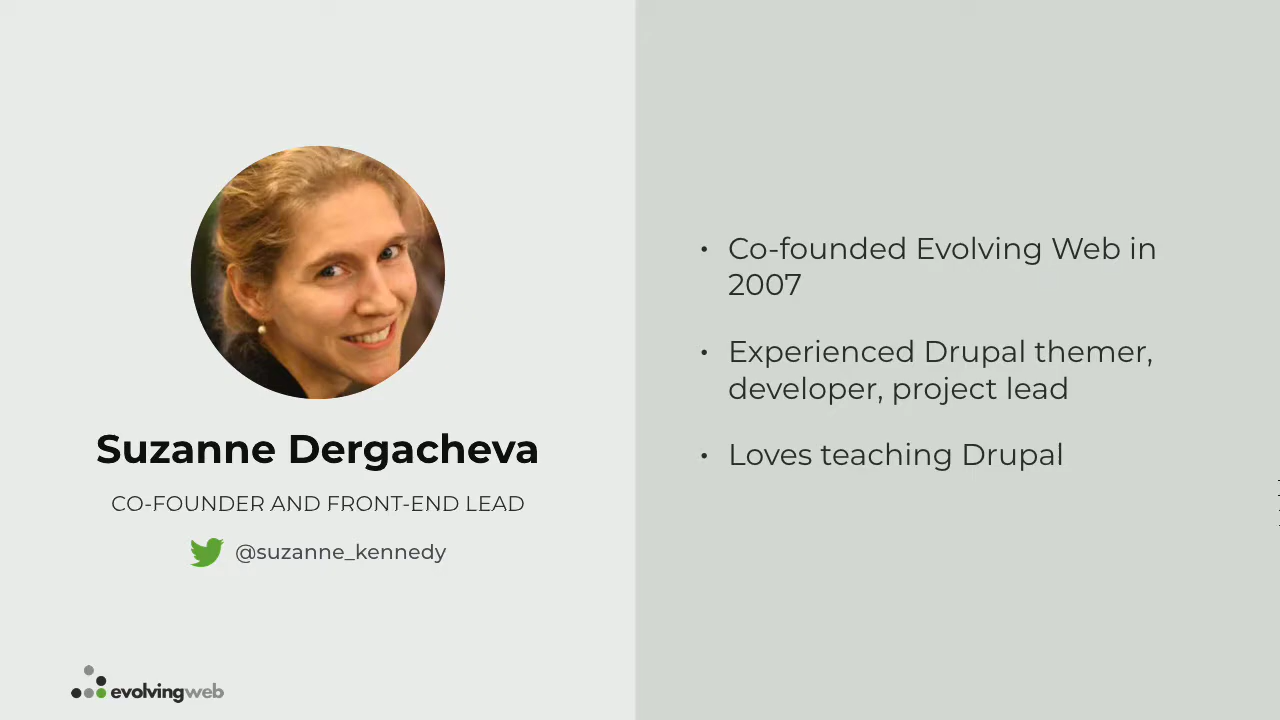 Suzanne Dergacheva
CO-FOUNDER AND FRONT-END LEAD
@suzanne_kennedy
evolvingweb
• Co-founded Evolving Web in
2007
• Experienced Drupal themer,
developer, project lead
• Loves teaching Drupal